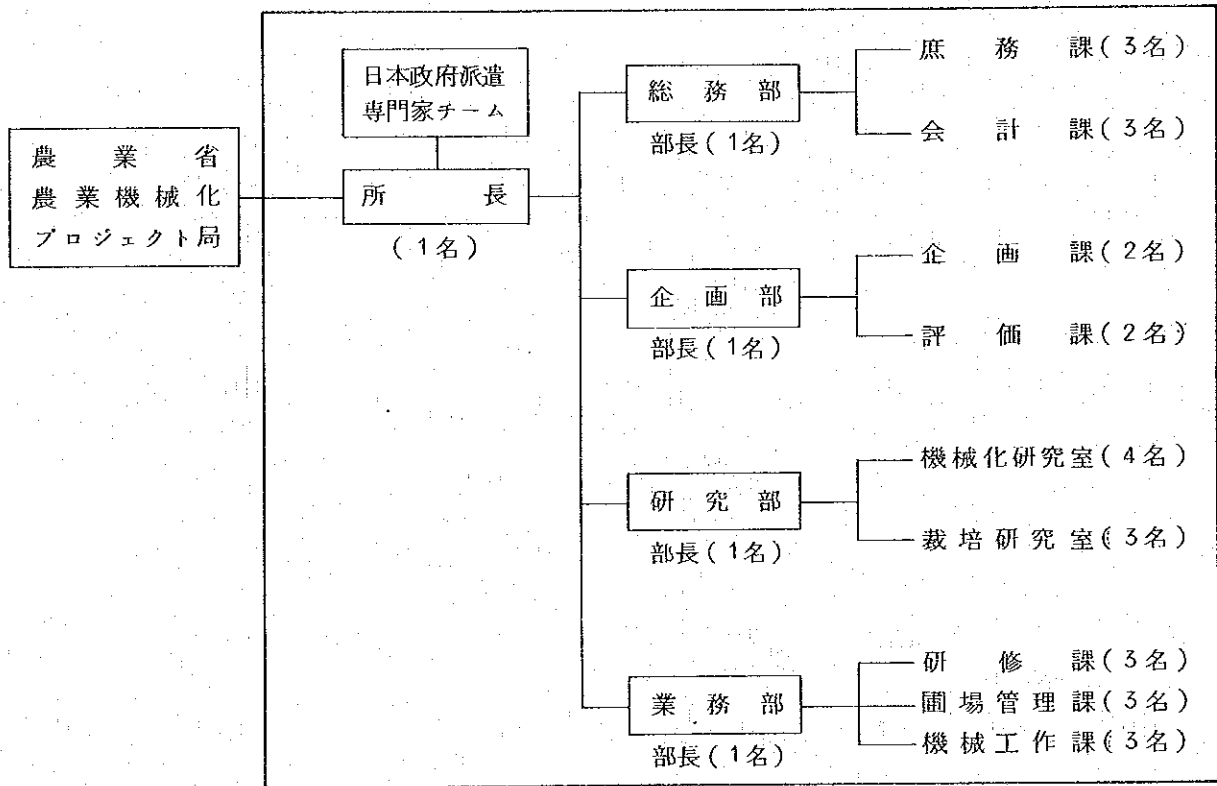 農業省
農業機械化
プロジェクト局
日本政府派遣
専門家チーム
所長
(1名)
総務部
部長(1名)
庶務課(3名)
会計課(3名)
企画部
部長(1名)
企画課(2名)
評価課(2名)
研究部
部長(1名)
機械化研究室(4名)
栽培研究室(3名)
業務部
部長(1名)
研修課(3名)
圃場管理課(3名)
機械工作課(3名)